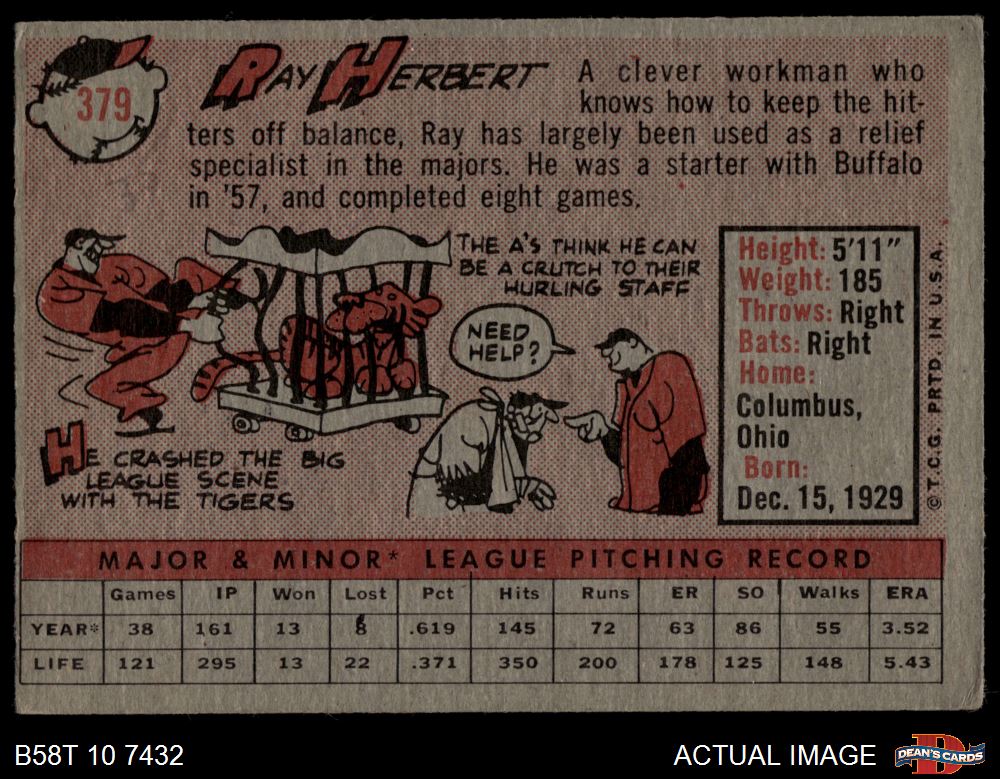 379
RAY HERBERT
A clever workman who
knows how to keep the hit-
ters off balance, Ray has largely been used as a relief
specialist in the majors. He was a starter with Buffalo
in '57, and completed eight games.
THE A'S THINK HE CAN
BE A CRUTCH TO THEIR
HURLING STAFF
NEED
HELP?
HE CRASHED THE BIG
LEAGUE SCENE
WITH THE TIGERS
Height: 5'11"
Weight: 185
Throws: Right
Bats: Right
Home:
Columbus,
Ohio
Born:
Dec. 15, 1929
© T.C.G. PRTD. IN U.S.A.
MAJOR & MINOR* LEAGUE PITCHING RECORD
Games IP Won Lost Pct Hits Runs ER SO Walks ERA
YEAR* 38 161 13 8 .619 145 72 63 86 55 3.52
LIFE 121 295 13 22 .371 350 200 178 125 148 5.43
B58T 10 7432
ACTUAL IMAGE
D
DEAN'S CARDS